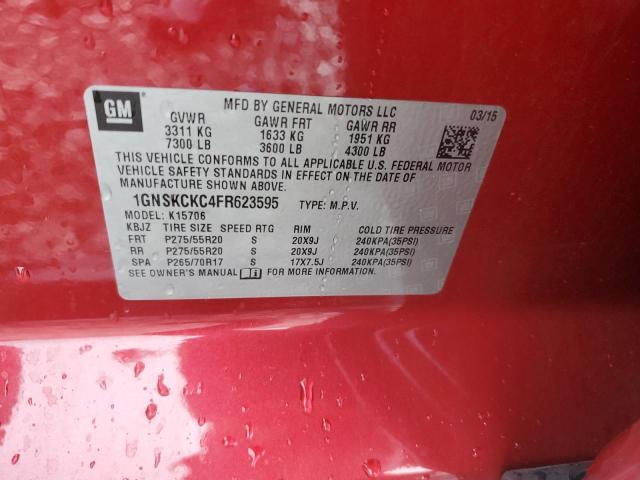 GM
MFD BY GENERAL MOTORS LLC 03/15
GVWR GAWR FRT GAWR RR
3311 KG 1633 KG 1951 KG
7300 LB 3600 LB 4300 LB
THIS VEHICLE CONFORMS TO ALL APPLICABLE U.S. FEDERAL MOTOR
VEHICLE SAFETY STANDARDS IN EFFECT ON THE DATE OF
MANUFACTURE SHOWN ABOVE.
1GNSKCKC4FR623595 TYPE: M.P.V.
MODEL: K15706
KBJZ TIRE SIZE SPEED RTG RIM COLD TIRE PRESSURE
FRT P275/55R20 S 20X9J 240KPA(35PSI)
RR P275/55R20 S 20X9J 240KPA(35PSI)
SPA P265/70R17 S 17X7.5J 240KPA(35PSI)
SEE OWNER'S MANUAL FOR MORE INFORMATION.